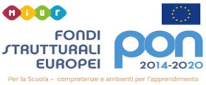 MIUR
FONDI
STRUTTURALI
EUROPEI
pon
2014-2020
Per la Scuola - competenze e ambienti per l'apprendimento